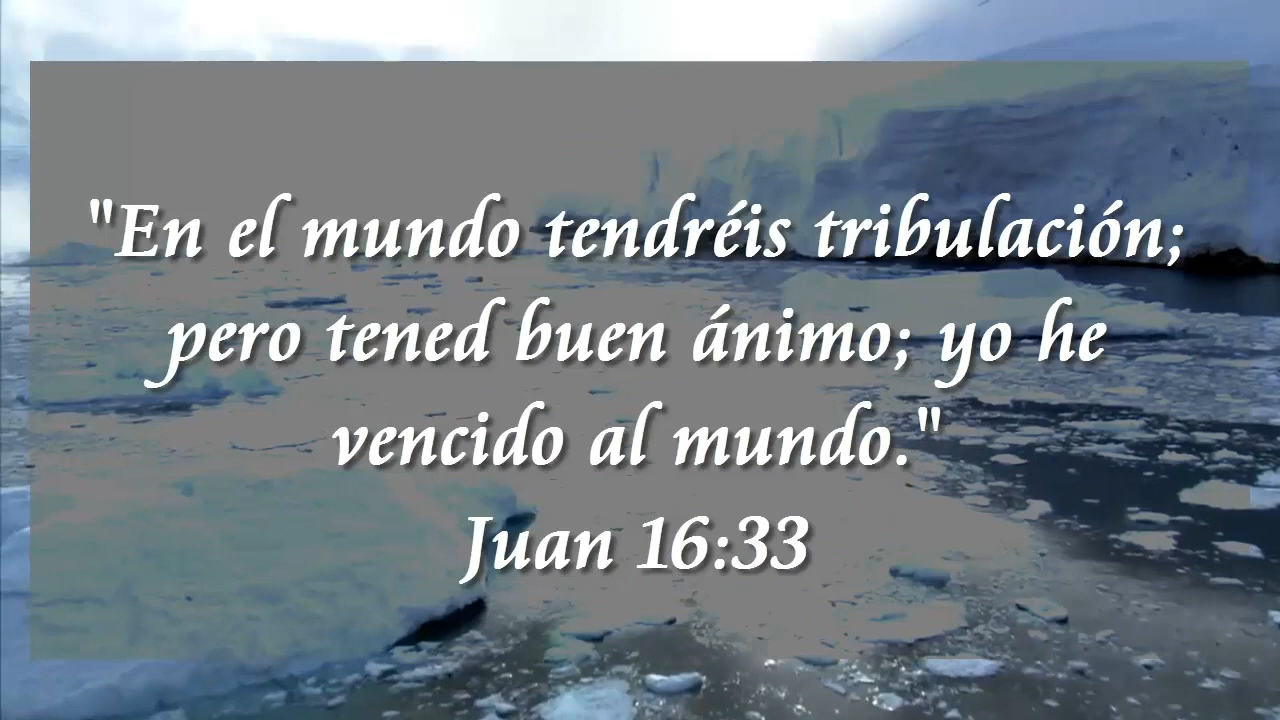 "En el mundo tendréis tribulación;
pero tened buen ánimo; yo he
vencido al mundo."
Juan 16:33